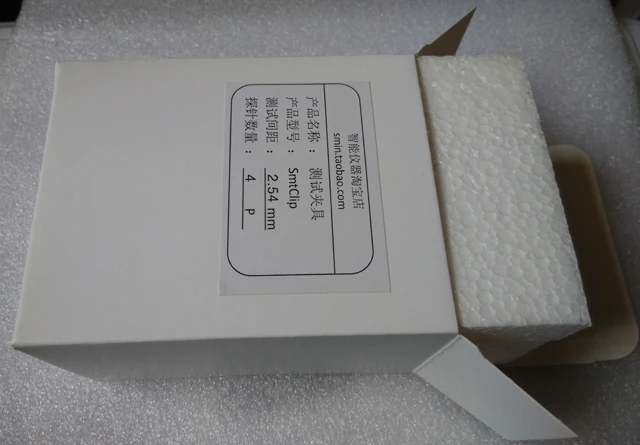 智能仪器淘宝店
smin.taobao.com
产品名称： 测试夹具
产品型号： SmtClip
测试间距： 2.54 mm
探针数量： 4 P